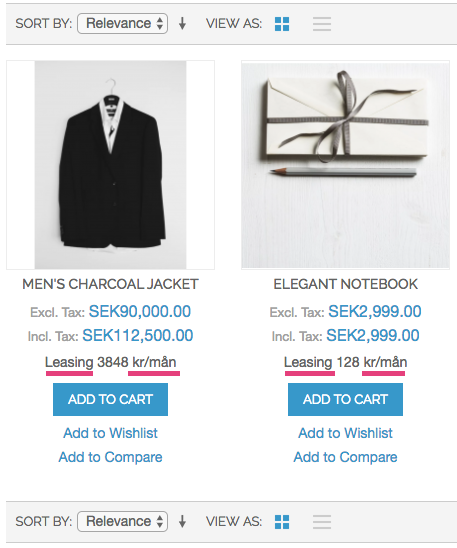 SORT BY: Relevance VIEW AS:
MEN'S CHARCOAL JACKET
Excl. Tax: SEK90,000.00
Incl. Tax: SEK112,500.00
Leasing 3848 kr/mån
ADD TO CART
Add to Wishlist
Add to Compare
ELEGANT NOTEBOOK
Excl. Tax: SEK2,999.00
Incl. Tax: SEK2,999.00
Leasing 128 kr/mån
ADD TO CART
Add to Wishlist
Add to Compare
SORT BY: Relevance VIEW AS: